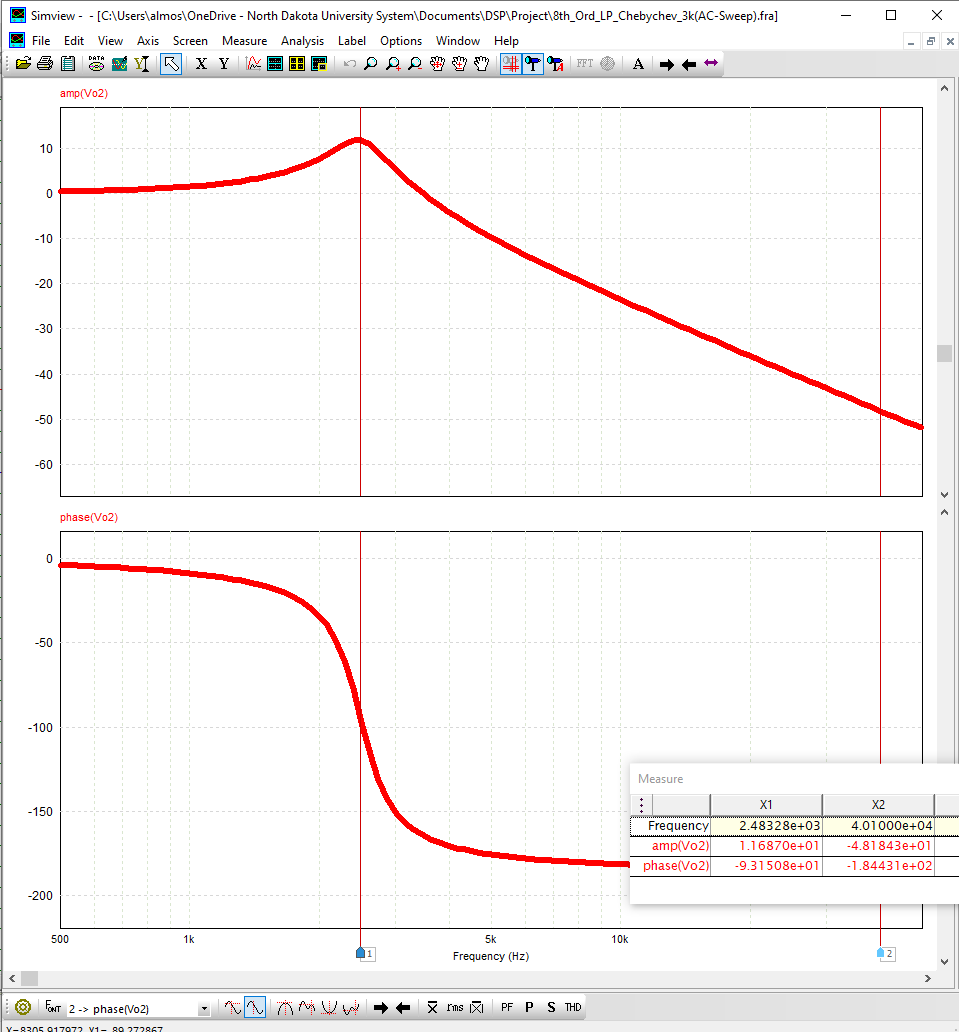 Simview - - [C:\Users\almos\OneDrive - North Dakota University System\Documents\DSP\Project\8th_Ord_LP_Chebychev_3k(AC-Sweep).fra]
File Edit View Axis Screen Measure Analysis Label Options Window Help
DATA Y X Y FFT A
amp(Vo2)
10
0
-10
-20
-30
-40
-50
-60
phase(Vo2)
0
-50
-100
-150
-200
500 1k 5k 10k
1 2
Frequency (Hz)
Measure
X1 X2
Frequency 2.48328e+03 4.01000e+04
amp(Vo2) 1.16870e+01 -4.81843e+01
phase(Vo2) -9.31508e+01 -1.84431e+02
FONT 2 -> phase(Vo2) X rms |X| PF P S THD
X=8305.917972 Y1=-89.272867